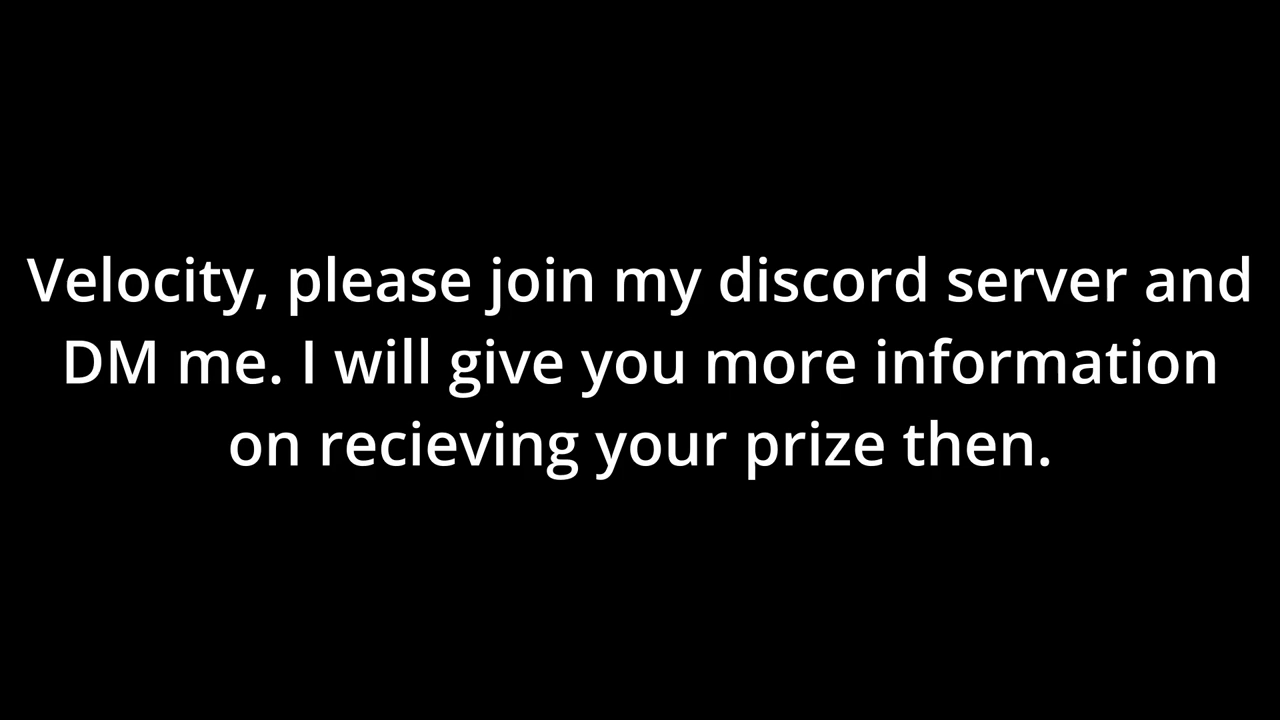 Velocity, please join my discord server and
DM me. I will give you more information
on recieving your prize then.